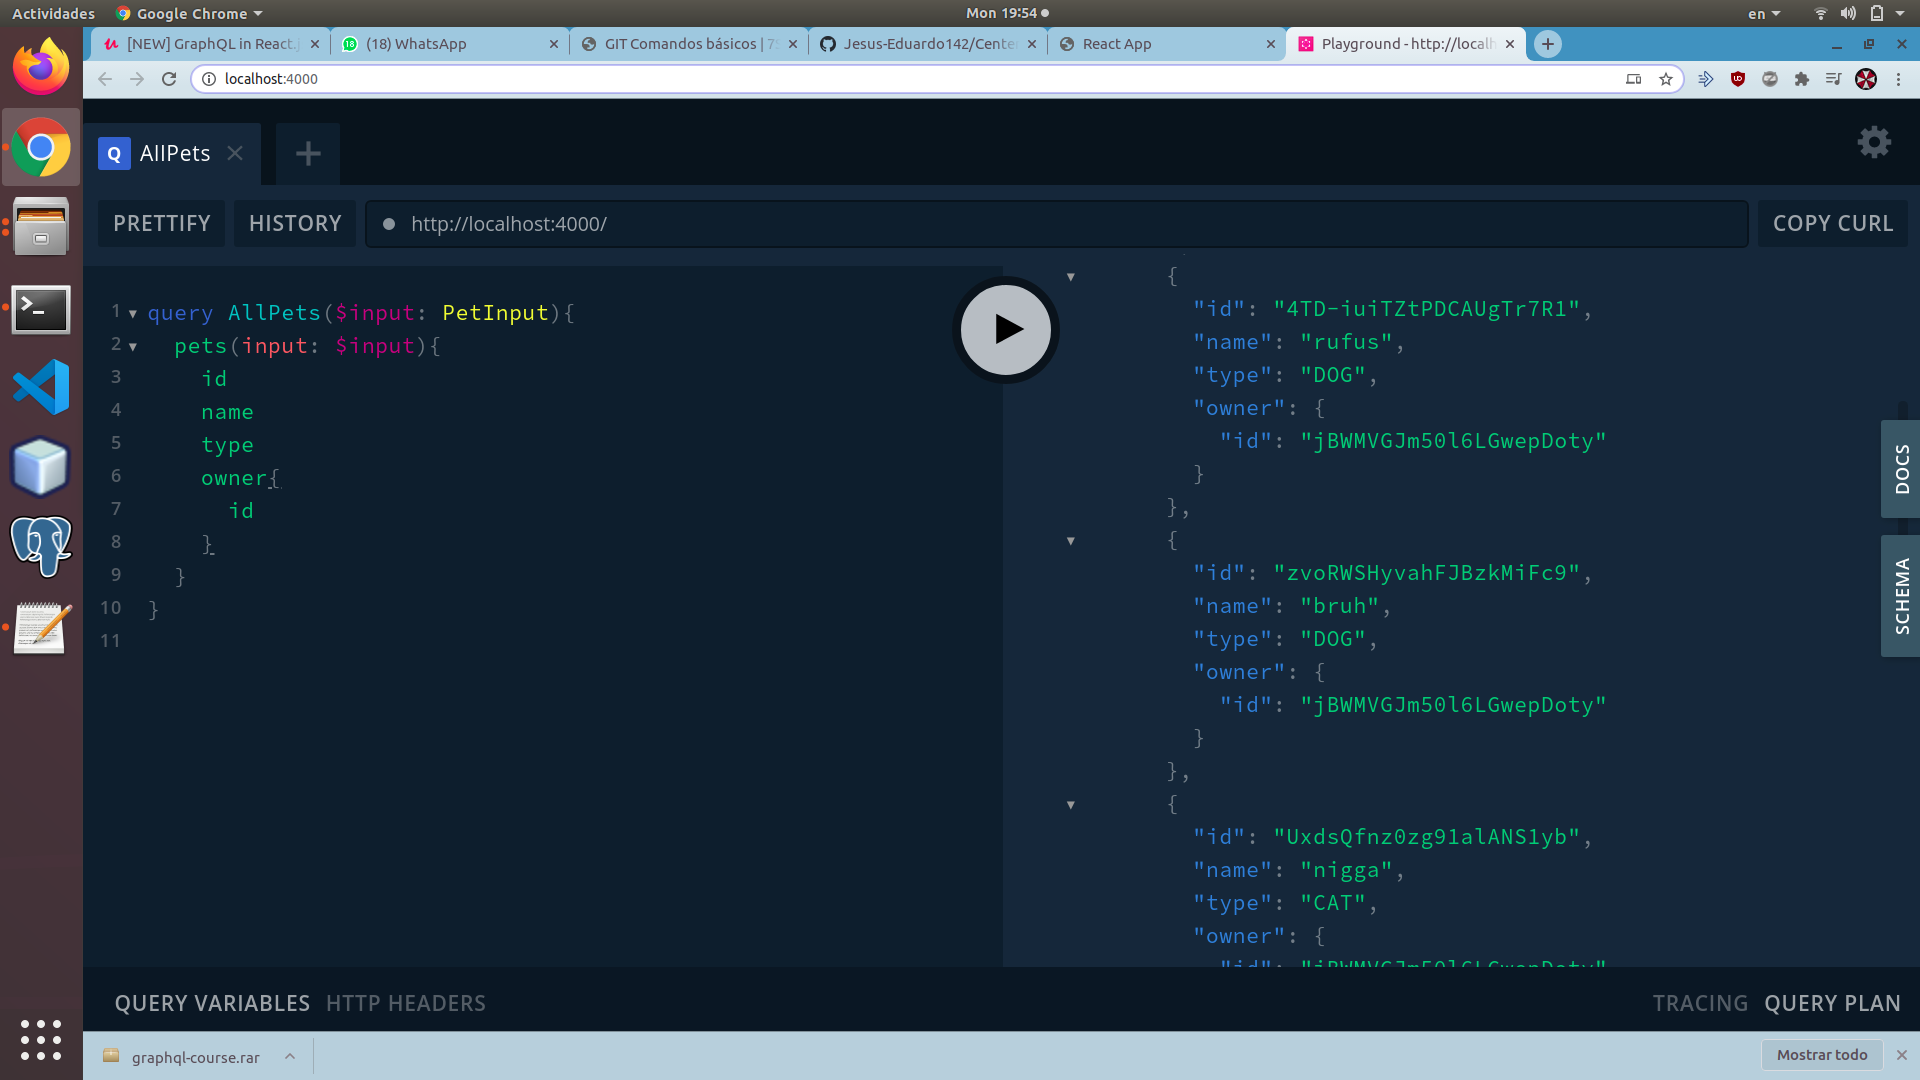 Actividades
Google Chrome
Mon 19:54
en
[NEW] GraphQL in React.j
(18) WhatsApp
GIT Comandos básicos | 7S
Jesus-Eduardo142/Cente
React App
Playground - http://localh
localhost:4000
Q AllPets
PRETTIFY
HISTORY
http://localhost:4000/
COPY CURL
1 query AllPets($input: PetInput){
2 pets(input: $input){
3 id
4 name
5 type
6 owner{
7 id
8 }
9 }
10 }
11
{
"id": "4TD-iuiTZtPDCAUgTr7R1",
"name": "rufus",
"type": "DOG",
"owner": {
"id": "jBWMVGJm50l6LGwepDoty"
}
},
{
"id": "zvoRWSHyvahFJBzkMiFc9",
"name": "bruh",
"type": "DOG",
"owner": {
"id": "jBWMVGJm50l6LGwepDoty"
}
},
{
"id": "UxdsQfnz0zg91alANS1yb",
"name": "nigga",
"type": "CAT",
"owner": {
"id": "jBWMVGJm50l6LGwepDoty"
DOCS
SCHEMA
QUERY VARIABLES
HTTP HEADERS
TRACING
QUERY PLAN
graphql-course.rar
Mostrar todo